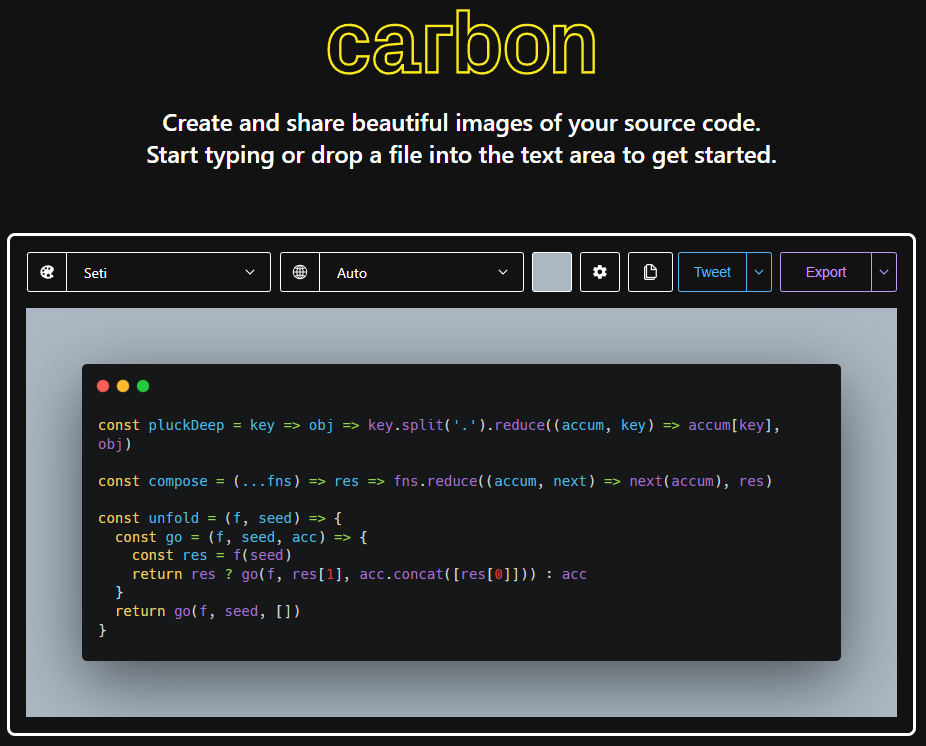 carbon
Create and share beautiful images of your source code.
Start typing or drop a file into the text area to get started.
Seti
Auto
Tweet
Export
const pluckDeep = key => obj => key.split('.').reduce((accum, key) => accum[key],
obj)
const compose = (...fns) => res => fns.reduce((accum, next) => next(accum), res)
const unfold = (f, seed) => {
  const go = (f, seed, acc) => {
    const res = f(seed)
    return res ? go(f, res[1], acc.concat([res[0]])) : acc
  }
  return go(f, seed, [])
}